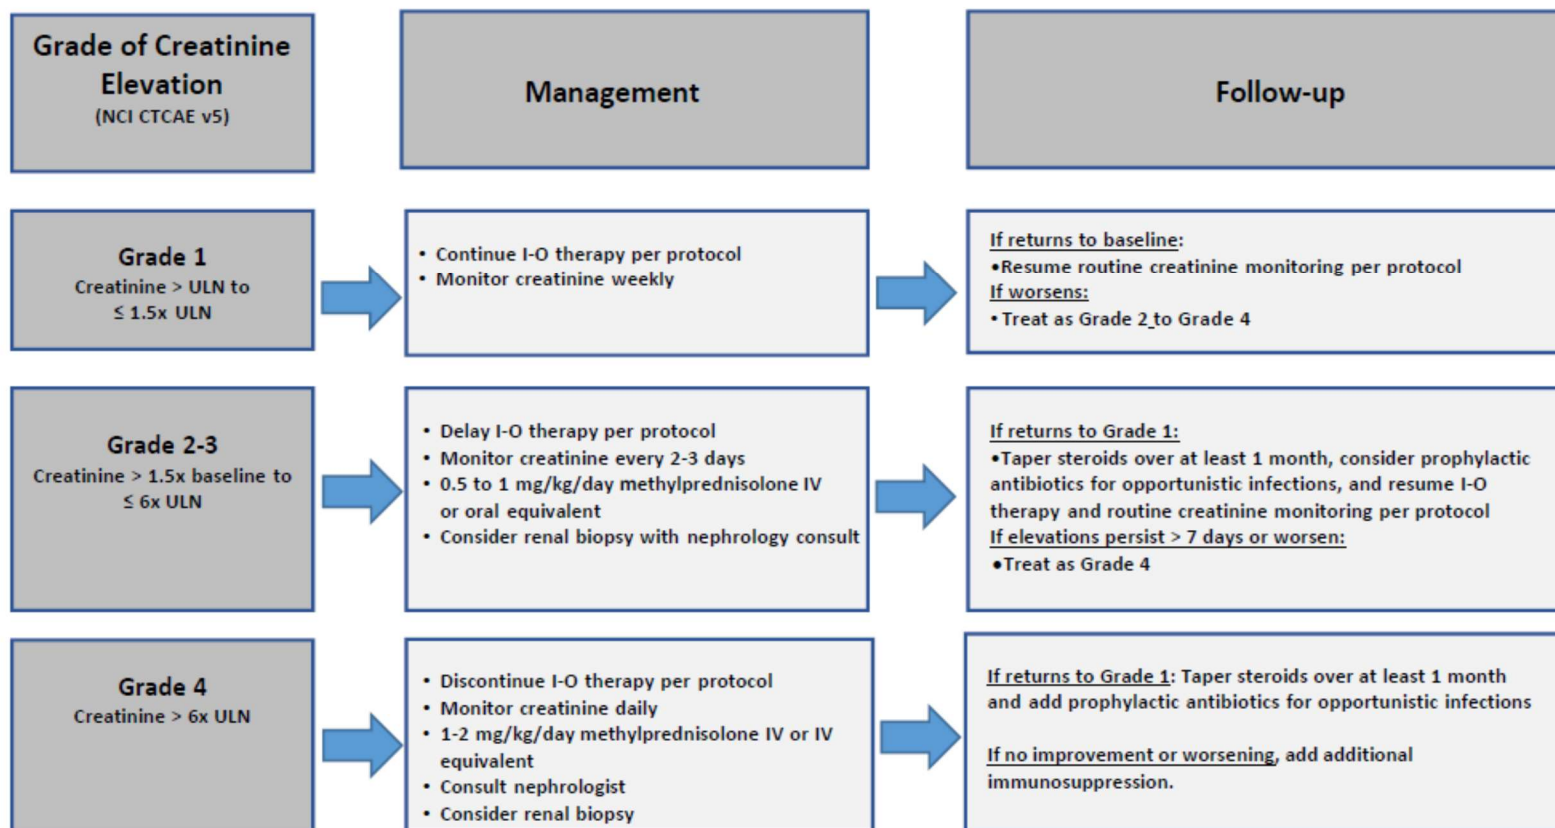 Grade of Creatinine
Elevation
(NCI CTCAE v5)
Management
Follow-up
Grade 1
Creatinine > ULN to
≤ 1.5x ULN
• Continue I-O therapy per protocol
• Monitor creatinine weekly
If returns to baseline:
•Resume routine creatinine monitoring per protocol
If worsens:
• Treat as Grade 2 to Grade 4
Grade 2-3
Creatinine > 1.5x baseline to
≤ 6x ULN
• Delay I-O therapy per protocol
• Monitor creatinine every 2-3 days
• 0.5 to 1 mg/kg/day methylprednisolone IV
or oral equivalent
• Consider renal biopsy with nephrology consult
If returns to Grade 1:
•Taper steroids over at least 1 month, consider prophylactic
antibiotics for opportunistic infections, and resume I-O
therapy and routine creatinine monitoring per protocol
If elevations persist > 7 days or worsen:
•Treat as Grade 4
Grade 4
Creatinine > 6x ULN
• Discontinue I-O therapy per protocol
• Monitor creatinine daily
• 1-2 mg/kg/day methylprednisolone IV or IV
equivalent
• Consult nephrologist
• Consider renal biopsy
If returns to Grade 1: Taper steroids over at least 1 month
and add prophylactic antibiotics for opportunistic infections
If no improvement or worsening, add additional
immunosuppression.